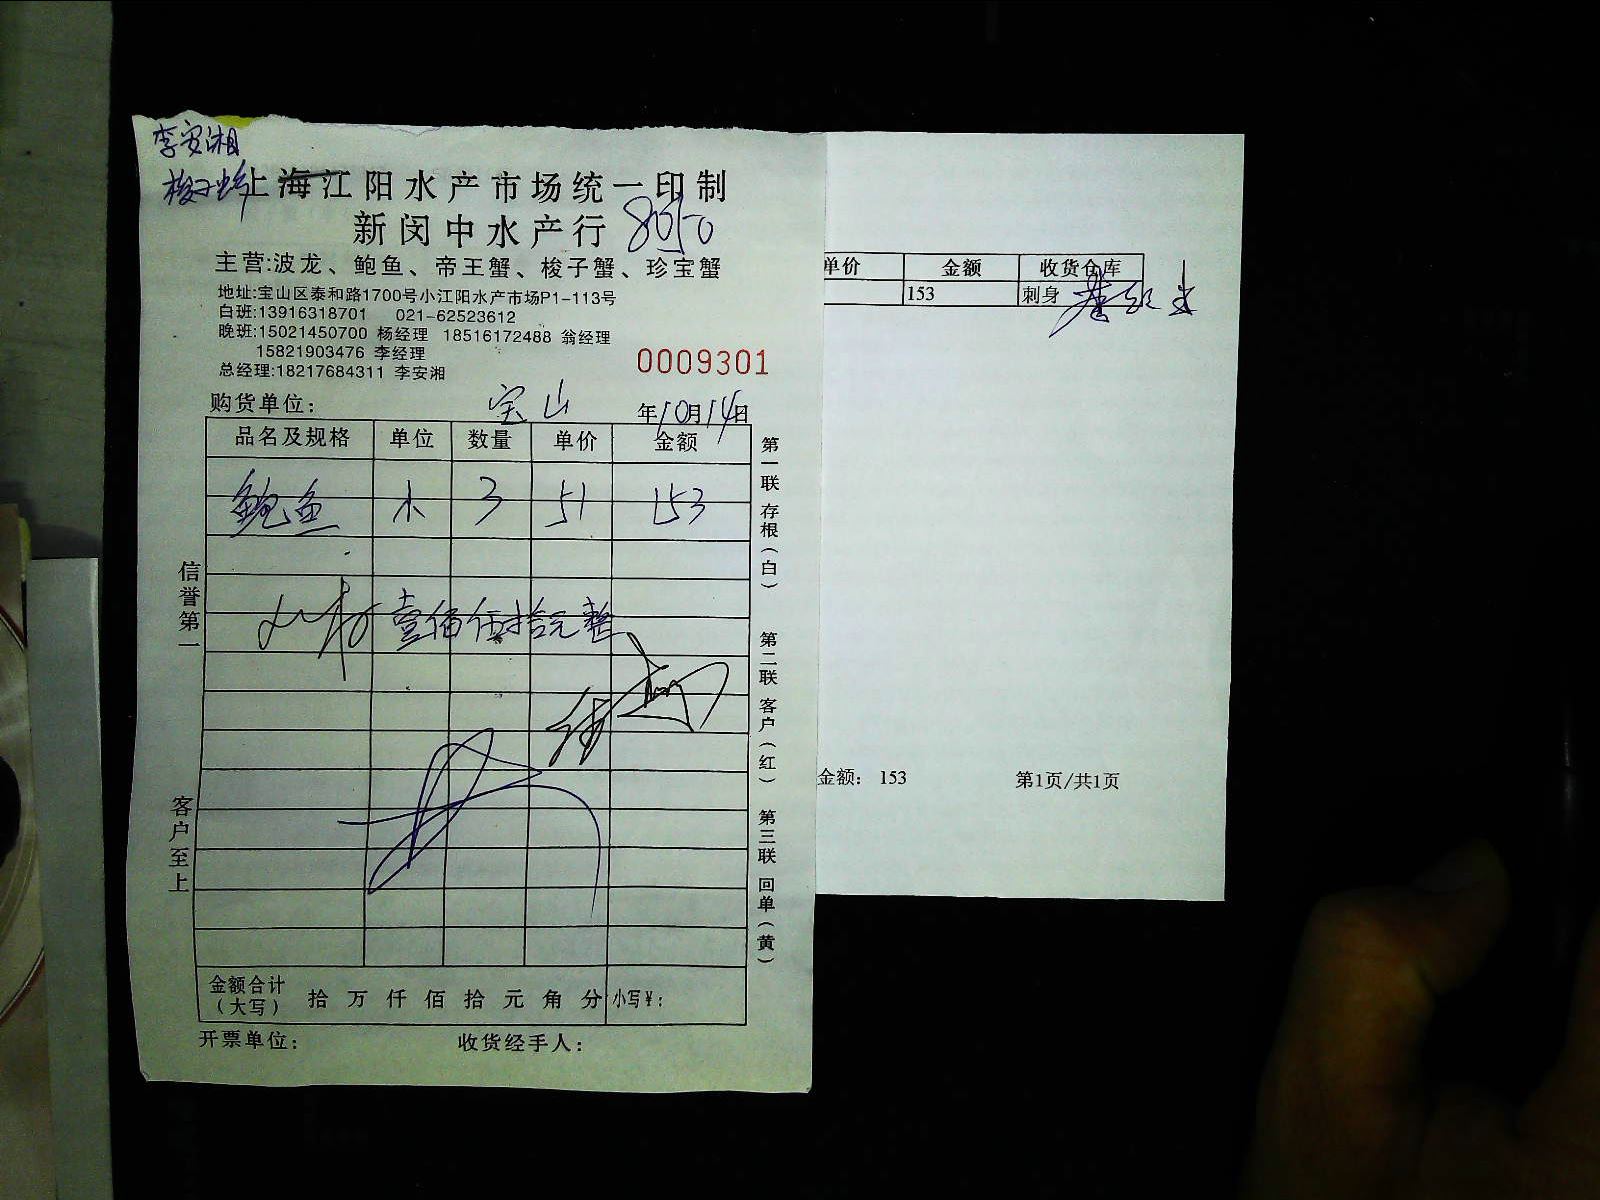 李安湘
梭子蟹
上海江阳水产市场统一印制
新闵中水产行
主营:波龙、鲍鱼、帝王蟹、梭子蟹、珍宝蟹
地址:宝山区泰和路1700号小江阳水产市场P1-113号
白班:13916318701 021-62523612
晚班:15021450700 杨经理 18516172488 翁经理
15821903476 李经理
总经理:18217684311 李安湘
0009301
购货单位: 宝山 年10月14日
品名及规格 单位 数量 单价 金额
鲍鱼 3 51 153
壹佰伍拾元整
信誉第一
客户至上
第一联 存根(白)
第二联 客户(红)
第三联 回单(黄)
金额合计
(大写) 拾 万 仟 佰 拾 元 角 分 小写¥:
开票单位: 收货经手人:
单价 金额 收货仓库
153 刺身
金额: 153 第1页/共1页